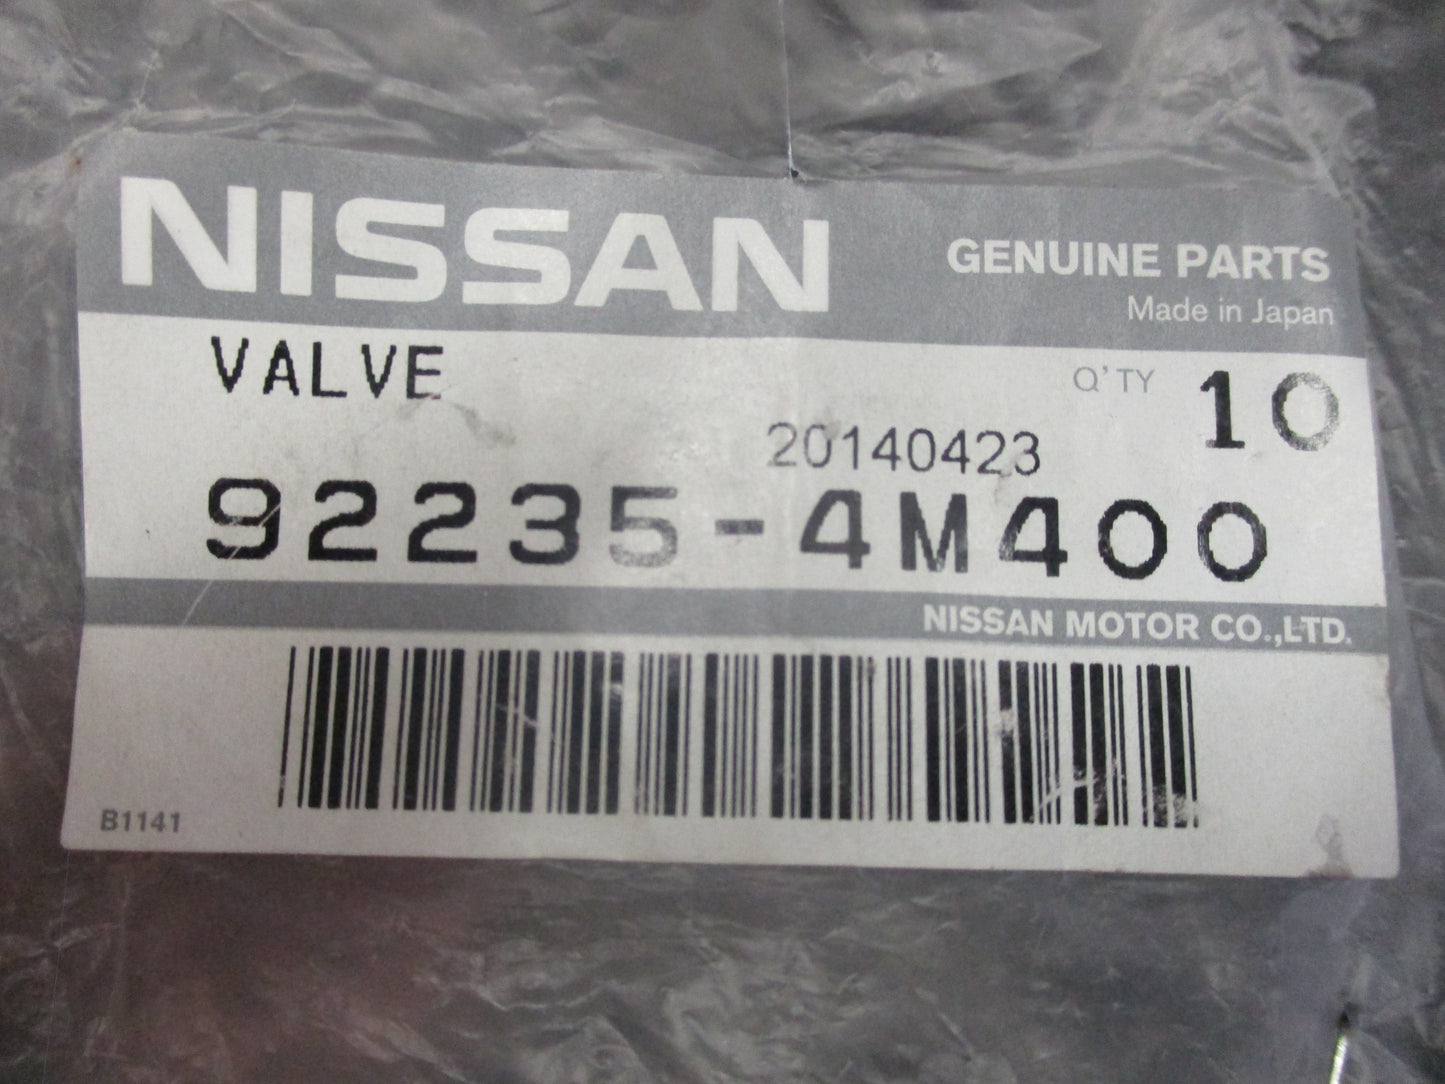 NISSAN
GENUINE PARTS
Made in Japan
VALVE
Q'TY 10
20140423
92235-4M400
NISSAN MOTOR CO.,LTD.
B1141